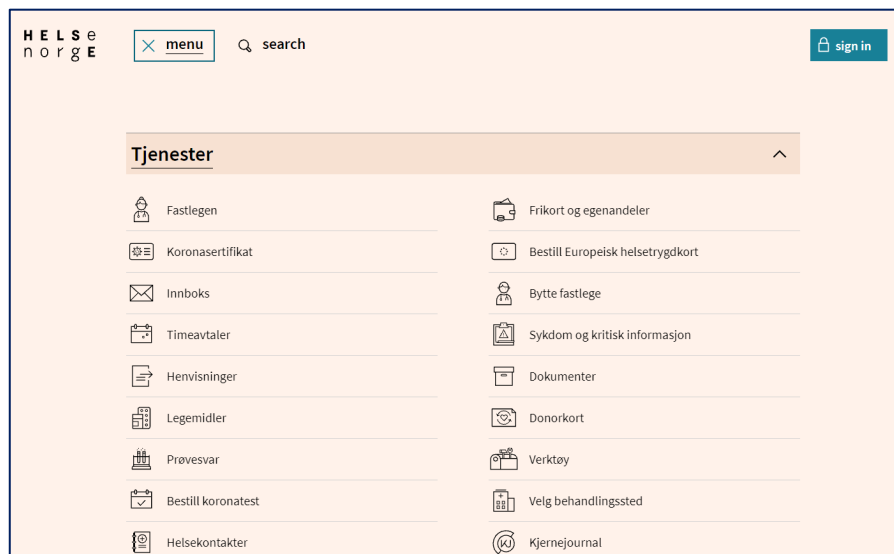 HELSe
norgE
menu
search
sign in
Tjenester
Fastlegen
Koronasertifikat
Innboks
Timeavtaler
Henvisninger
Legemidler
Prøvesvar
Bestill koronatest
Helsekontakter
Frikort og egenandeler
Bestill Europeisk helsetrygdkort
Bytte fastlege
Sykdom og kritisk informasjon
Dokumenter
Donorkort
Verktøy
Velg behandlingssted
Kjernejournal